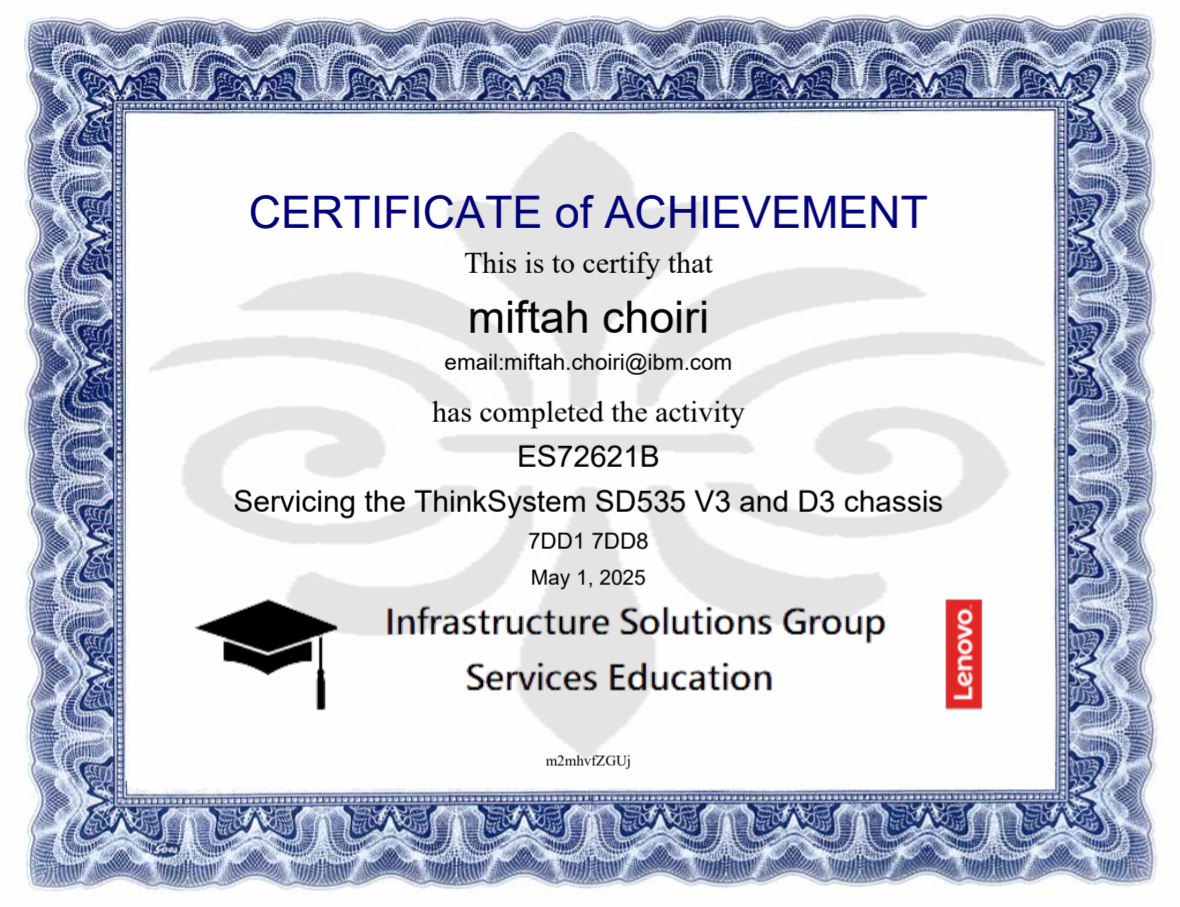 CERTIFICATE of ACHIEVEMENT
This is to certify that
miftah choiri
email:miftah.choiri@ibm.com
has completed the activity
ES72621B
Servicing the ThinkSystem SD535 V3 and D3 chassis
7DD1 7DD8
May 1, 2025
Infrastructure Solutions Group
Services Education
Lenovo
m2mhvfZGUj